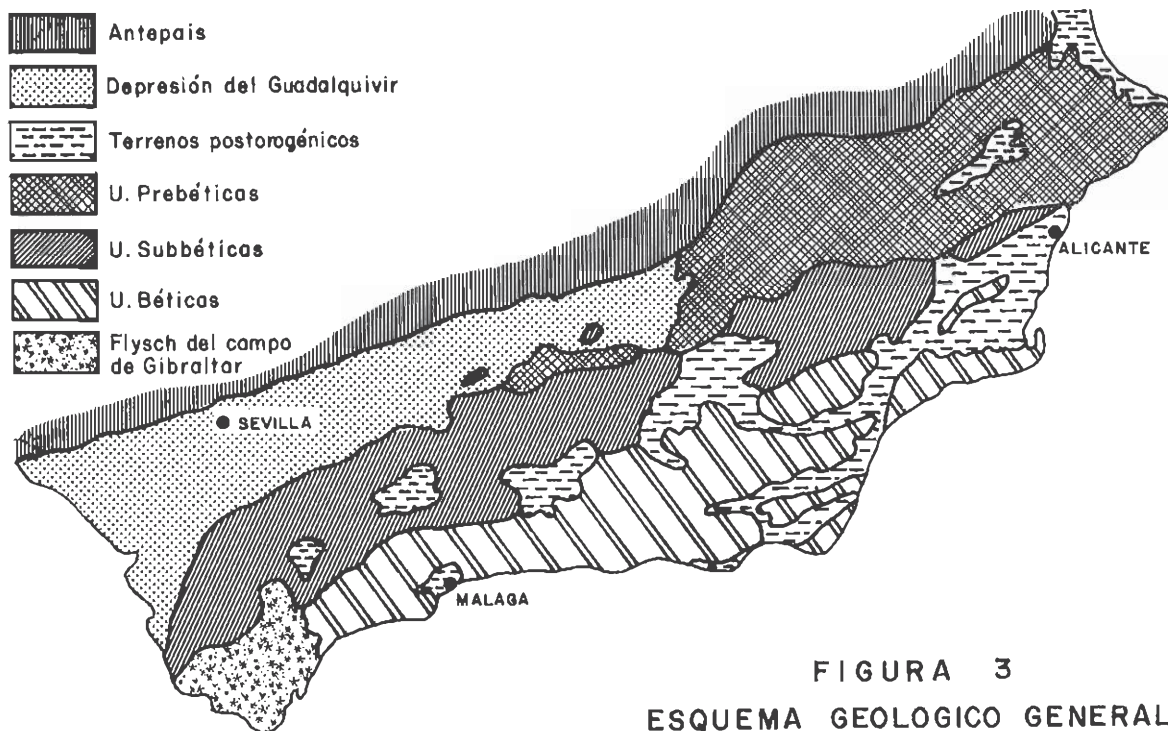 Antepais
Depresión del Guadalquivir
Terrenos postorogénicos
U. Prebéticas
U. Subbéticas
U. Béticas
Flysch del campo
de Gibraltar
ALICANTE
SEVILLA
MALAGA
FIGURA 3
ESQUEMA GEOLOGICO GENERAL